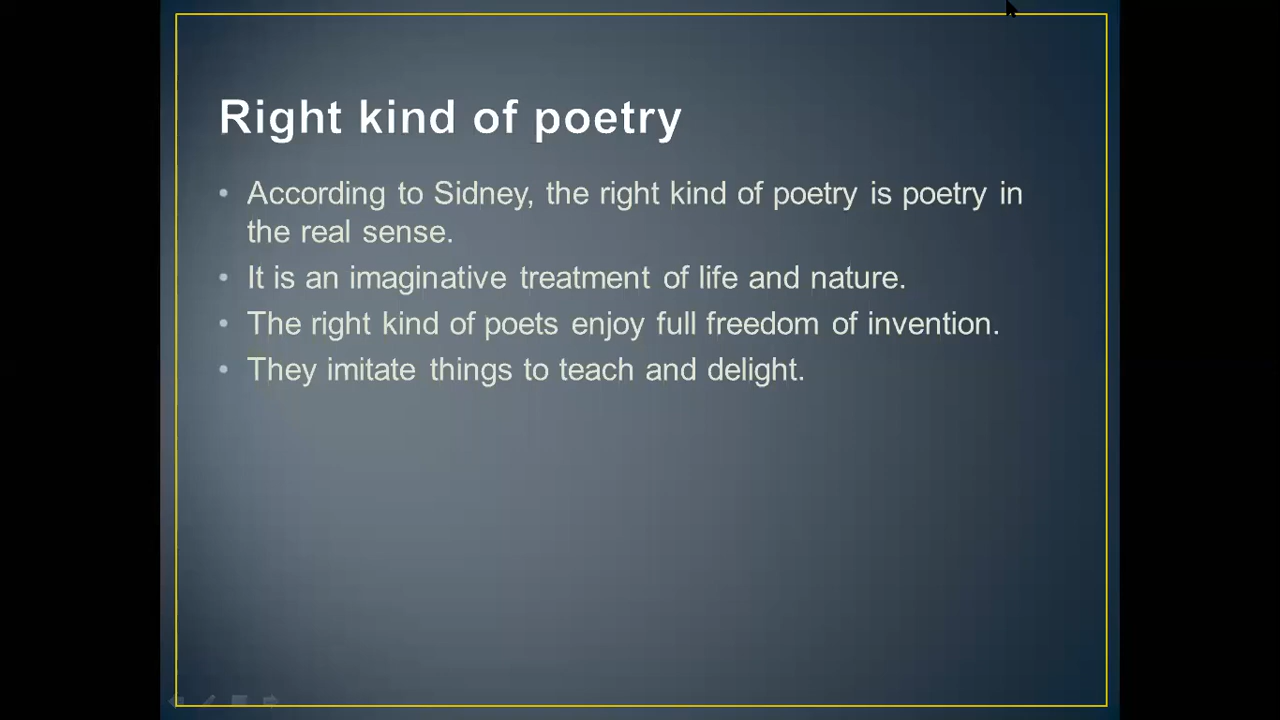 Right kind of poetry
• According to Sidney, the right kind of poetry is poetry in
the real sense.
• It is an imaginative treatment of life and nature.
• The right kind of poets enjoy full freedom of invention.
• They imitate things to teach and delight.